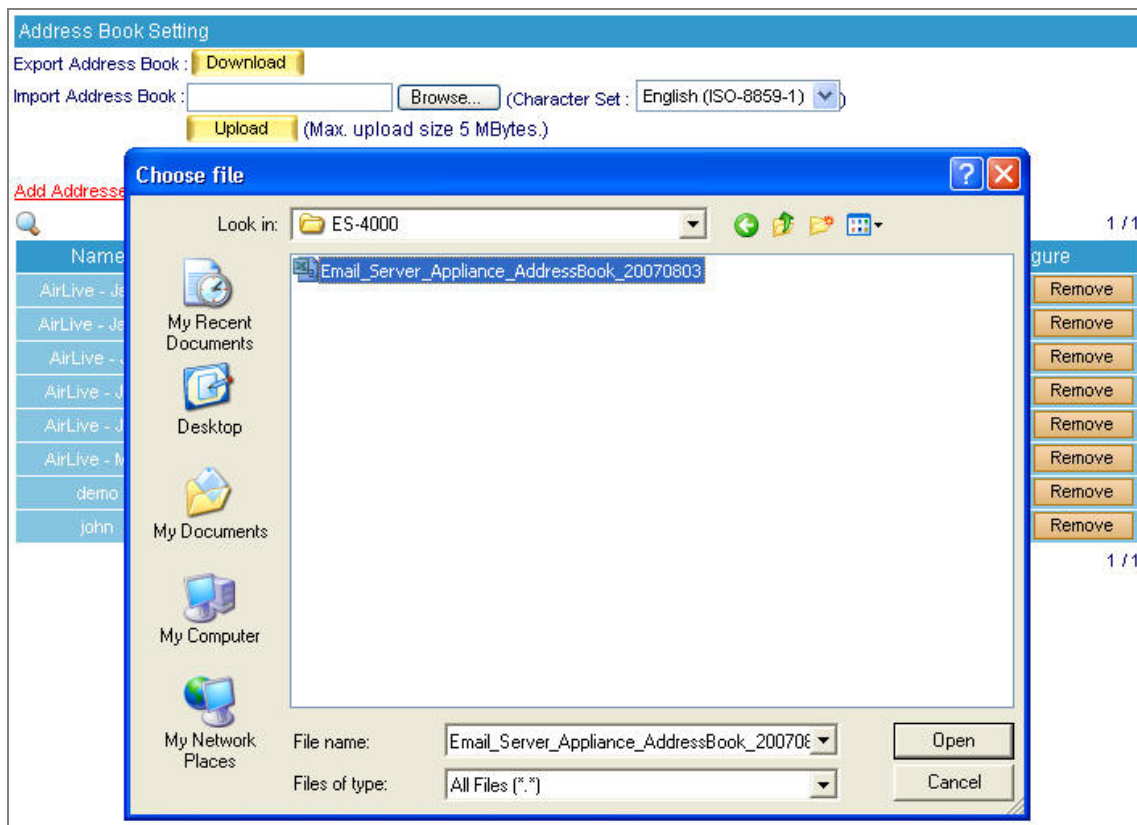 Address Book Setting
Export Address Book : Download
Import Address Book : Browse... (Character Set : English (ISO-8859-1) )
Upload (Max. upload size 5 MBytes.)
Choose file
Add Addresse
Look in: ES-4000
1 / 1
Name
gure
Email_Server_Appliance_AddressBook_20070803
AirLive - Ja
Remove
My Recent
Documents
AirLive - Ja
Remove
AirLive - J
Remove
AirLive - J
Remove
Desktop
AirLive - J
Remove
AirLive - M
Remove
demo
Remove
My Documents
john
Remove
1 / 1
My Computer
My Network
Places
File name: Email_Server_Appliance_AddressBook_200708 Open
Files of type: All Files (*.*) Cancel